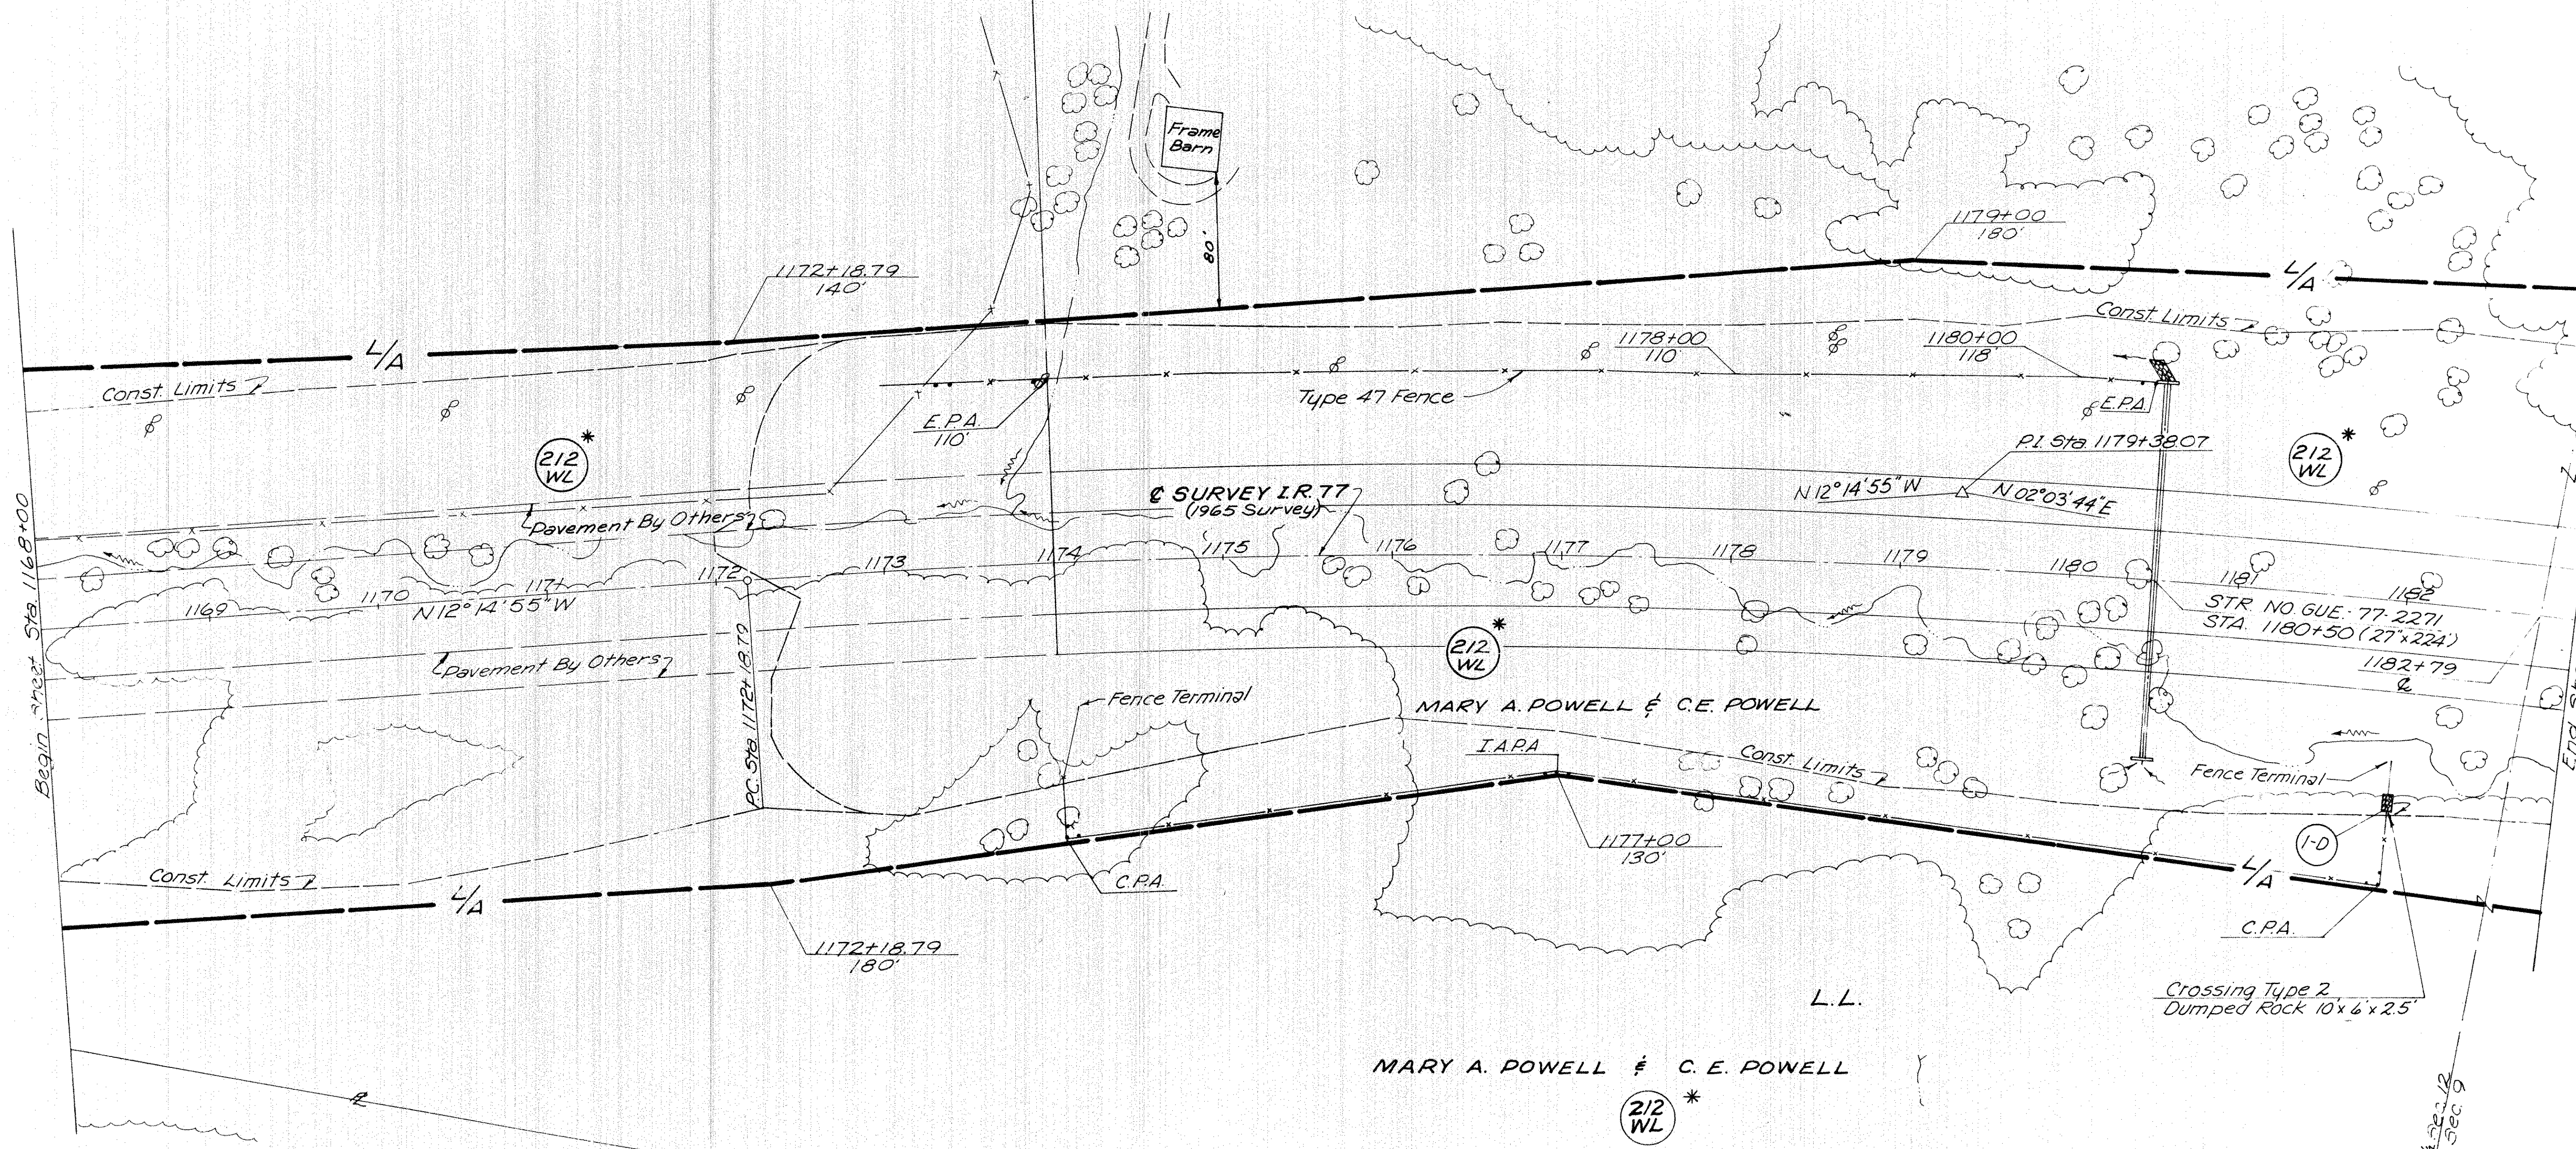 Frame
Barn
80'
1179+00
180'
1172+18.79
140'
L/A
L/A
Const. Limits
Const. Limits
1178+00
110'
1180+00
118'
Type 47 Fence
E.P.A.
110'
E.P.A.
212
WL
*
P.I. Sta. 1179+38.07
212
WL
*
N 12° 14' 55" W
N 02° 03' 44" E
℄ SURVEY I.R. 77
(1965 Survey)
Pavement By Others
Begin Sheet Sta. 1168+00
1169
1170
1171
1172
1173
1174
1175
1176
1177
1178
1179
1180
1181
1182
N 12° 14' 55" W
STR. NO. GUE-77-2271
STA. 1180+50 (27"x224')
1182+79
℄
212
WL
*
Pavement By Others
P.C. Sta. 1172+18.79
Fence Terminal
MARY A. POWELL & C.E. POWELL
I.A.P.A.
Const. Limits
Fence Terminal
End
1177+00
130'
1-D
Const. Limits
L/A
C.P.A.
L/A
C.P.A.
1172+18.79
180'
Crossing Type 2
Dumped Rock 10'x 6'x 2.5'
L.L.
MARY A. POWELL & C. E. POWELL
212
WL
*
Sec. 12
Sec. 9